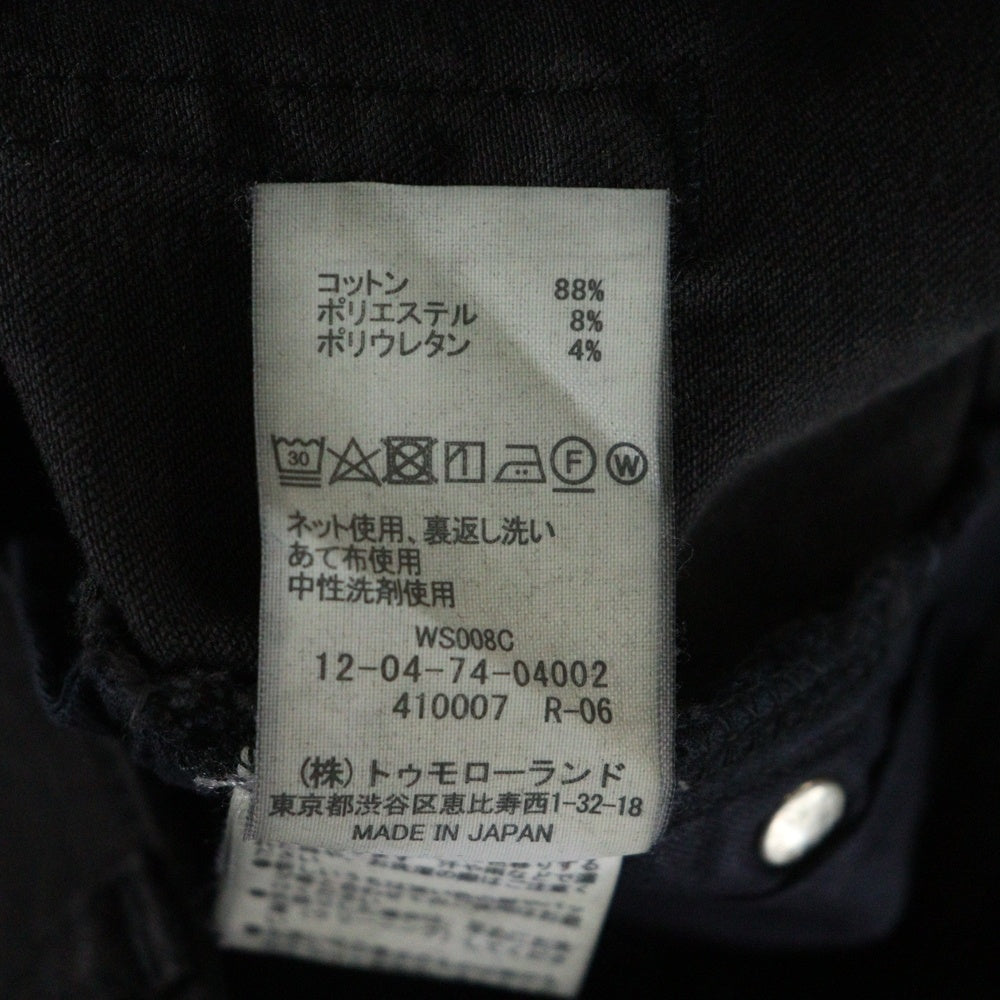 コットン 88%
ポリエステル 8%
ポリウレタン 4%
30 F W
ネット使用、裏返し洗い
あて布使用
中性洗剤使用
WS008C
12-04-74-04002
410007 R-06
(株)トゥモローランド
東京都渋谷区恵比寿西1-32-18
MADE IN JAPAN